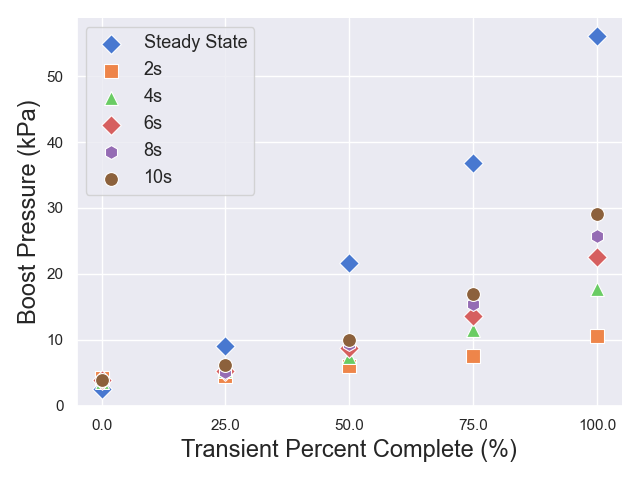 Steady State
2s
4s
6s
8s
10s
Boost Pressure (kPa)
50
40
30
20
10
0
0.0 25.0 50.0 75.0 100.0
Transient Percent Complete (%)